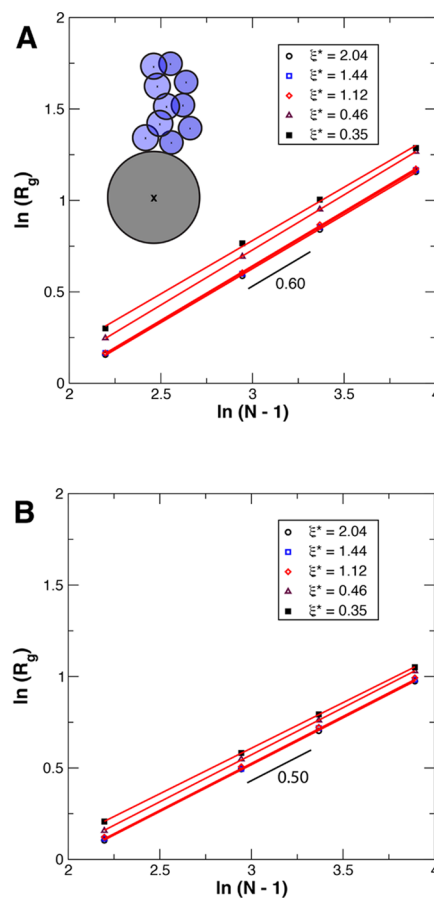 A
2
1.5
1
0.5
0
ln (Rg)
ξ* = 2.04
ξ* = 1.44
ξ* = 1.12
ξ* = 0.46
ξ* = 0.35
x
0.60
2 2.5 3 3.5 4
ln (N - 1)
B
2
1.5
1
0.5
0
ln (Rg)
ξ* = 2.04
ξ* = 1.44
ξ* = 1.12
ξ* = 0.46
ξ* = 0.35
0.50
2 2.5 3 3.5 4
ln (N - 1)